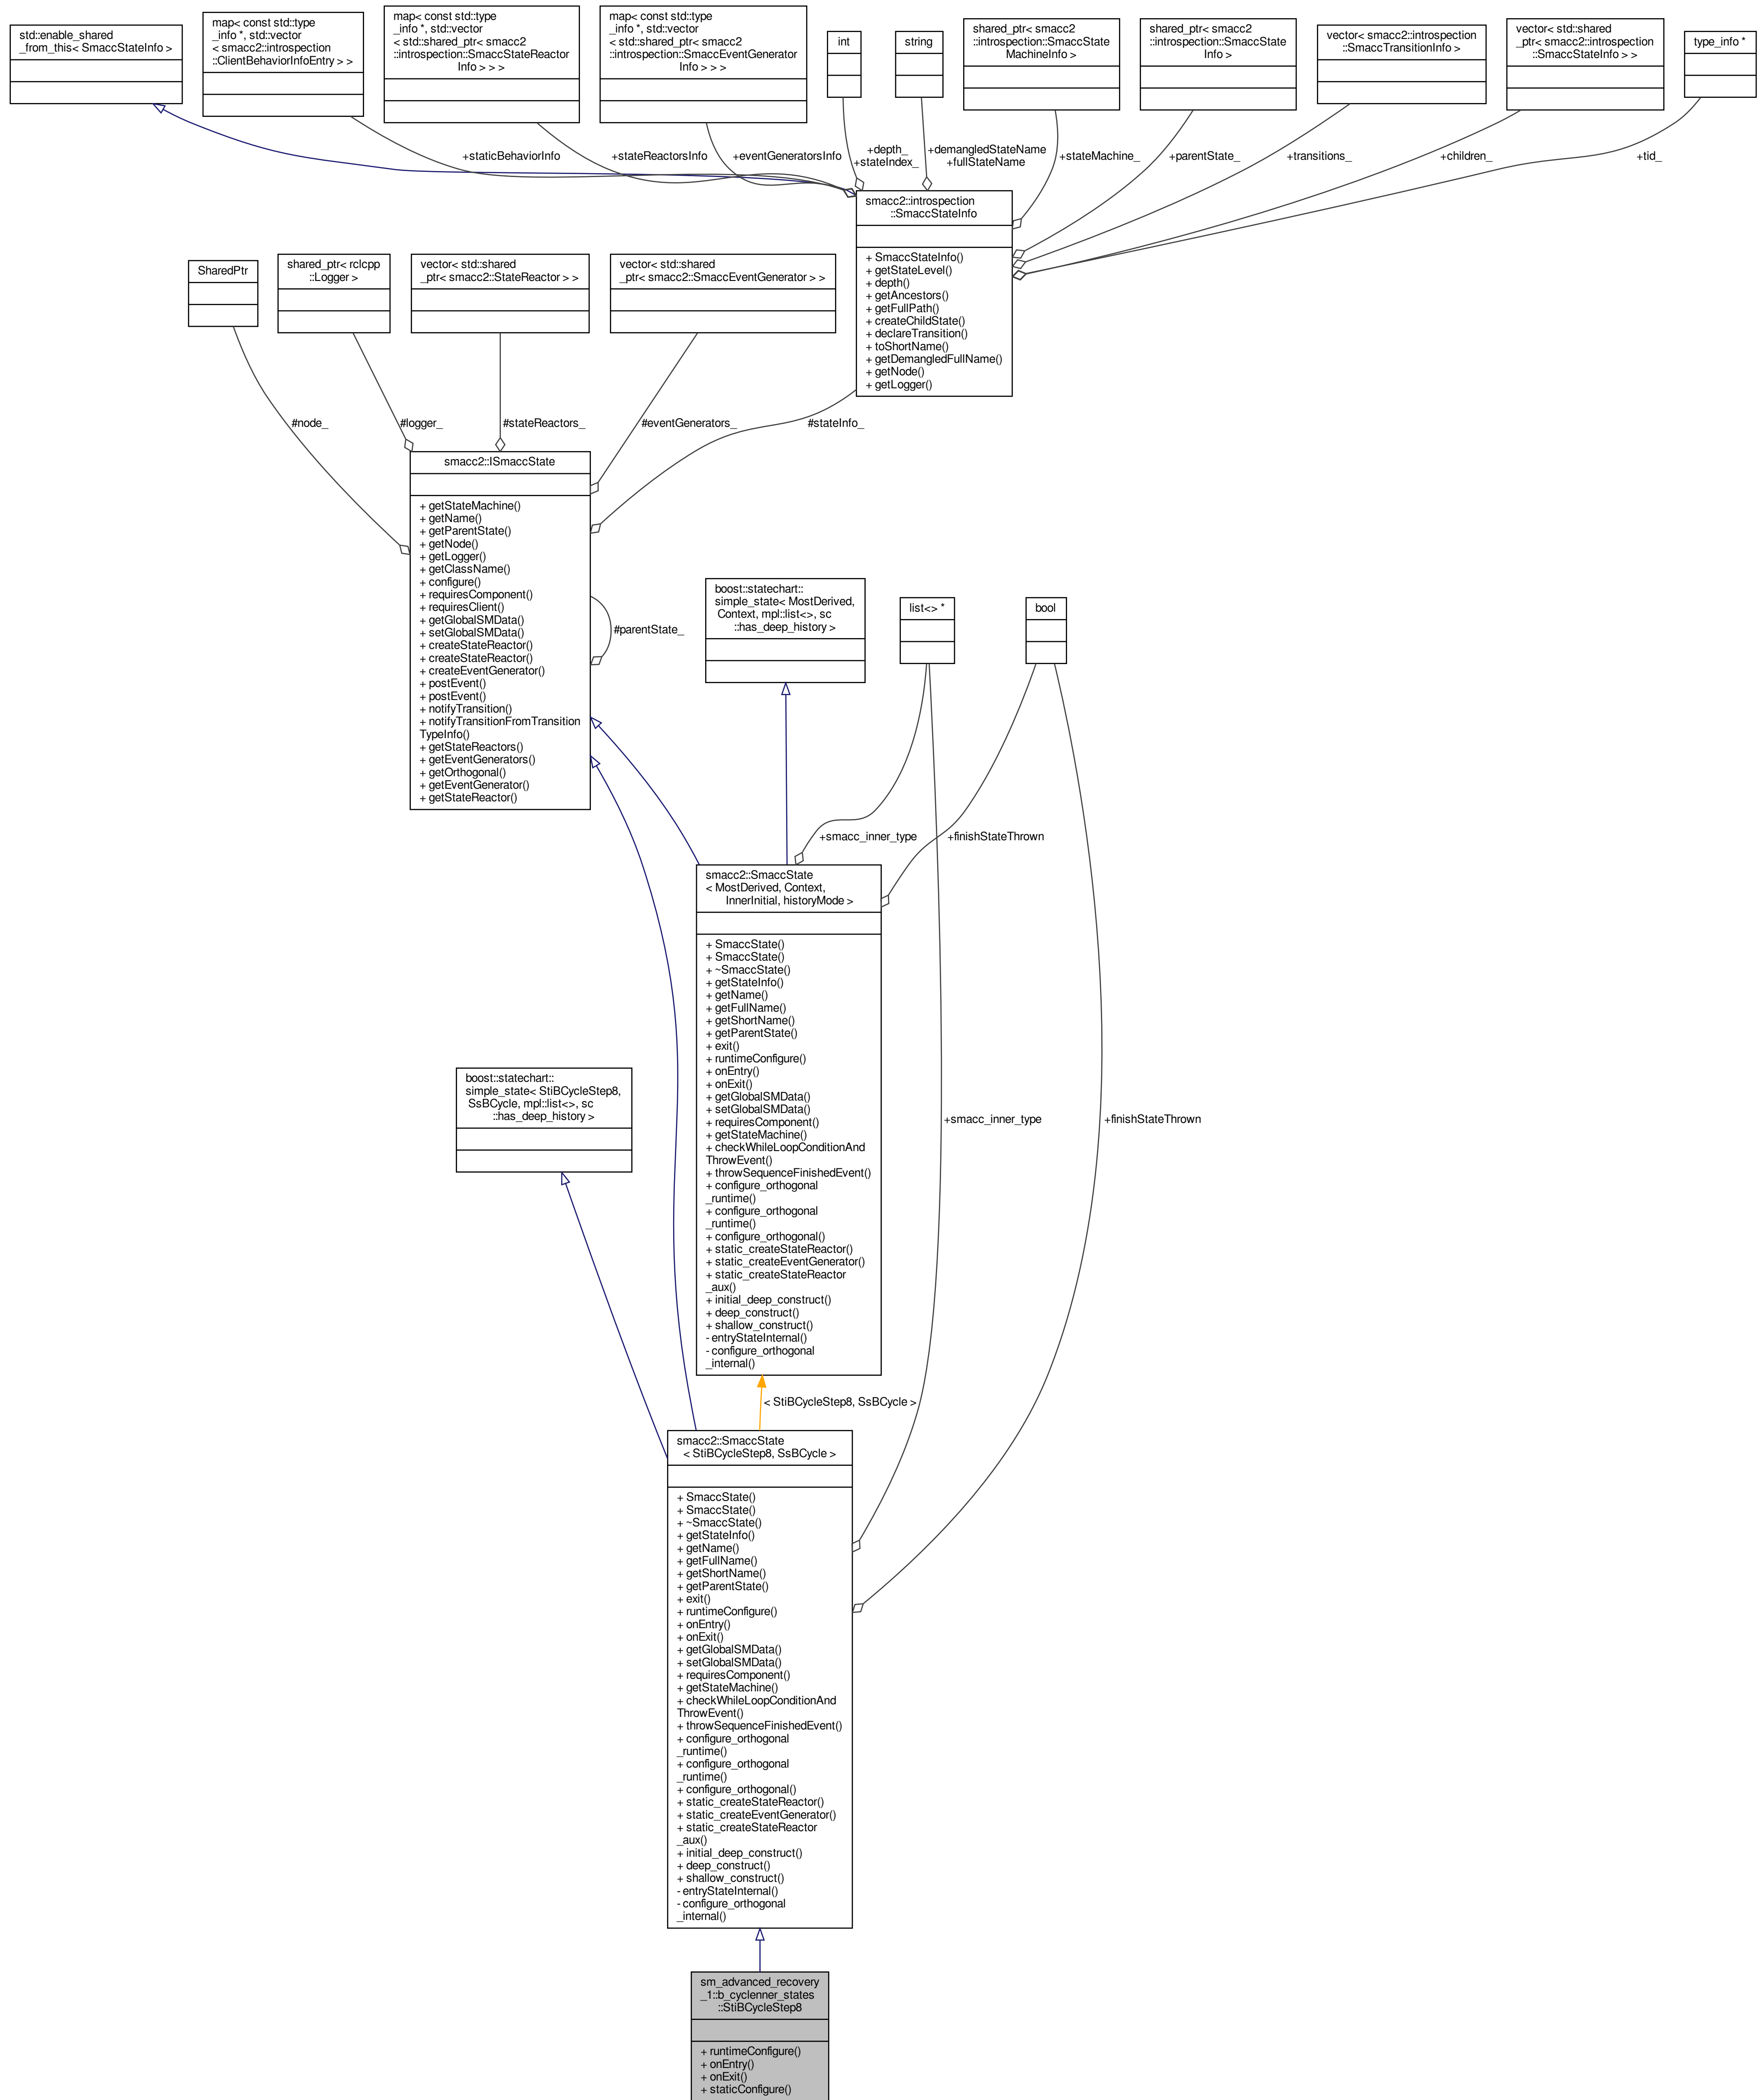 std::enable_shared
_from_this< SmaccStateInfo >
map< const std::type
_info *, std::vector
< smacc2::introspection
::ClientBehaviorInfoEntry > >
map< const std::type
_info *, std::vector
< std::shared_ptr< smacc2
::introspection::SmaccStateReactor
Info > > >
map< const std::type
_info *, std::vector
< std::shared_ptr< smacc2
::introspection::SmaccEventGenerator
Info > > >
int
string
shared_ptr< smacc2
::introspection::SmaccState
MachineInfo >
shared_ptr< smacc2
::introspection::SmaccState
Info >
vector< smacc2::introspection
::SmaccTransitionInfo >
vector< std::shared
_ptr< smacc2::introspection
::SmaccStateInfo > >
type_info *
+staticBehaviorInfo
+stateReactorsInfo
+eventGeneratorsInfo
+depth_
+stateIndex_
+demangledStateName
+fullStateName
+stateMachine_
+parentState_
+transitions_
+children_
+tid_
smacc2::introspection
::SmaccStateInfo
+ SmaccStateInfo()
+ getStateLevel()
+ depth()
+ getAncestors()
+ getFullPath()
+ createChildState()
+ declareTransition()
+ toShortName()
+ getDemangledFullName()
+ getNode()
+ getLogger()
SharedPtr
shared_ptr< rclcpp
::Logger >
vector< std::shared
_ptr< smacc2::StateReactor > >
vector< std::shared
_ptr< smacc2::SmaccEventGenerator > >
#node_
#logger_
#stateReactors_
#eventGenerators_
#stateInfo_
smacc2::ISmaccState
+ getStateMachine()
+ getName()
+ getParentState()
+ getNode()
+ getLogger()
+ getClassName()
+ configure()
+ requiresComponent()
+ requiresClient()
+ getGlobalSMData()
+ setGlobalSMData()
+ createStateReactor()
+ createStateReactor()
+ createEventGenerator()
+ postEvent()
+ postEvent()
+ notifyTransition()
+ notifyTransitionFromTransition
TypeInfo()
+ getStateReactors()
+ getEventGenerators()
+ getOrthogonal()
+ getEventGenerator()
+ getStateReactor()
#parentState_
boost::statechart::
simple_state< MostDerived,
Context, mpl::list<>, sc
::has_deep_history >
list<> *
bool
+smacc_inner_type
+finishStateThrown
smacc2::SmaccState
< MostDerived, Context,
InnerInitial, historyMode >
+ SmaccState()
+ SmaccState()
+ ~SmaccState()
+ getStateInfo()
+ getName()
+ getFullName()
+ getShortName()
+ getParentState()
+ exit()
+ runtimeConfigure()
+ onEntry()
+ onExit()
+ getGlobalSMData()
+ setGlobalSMData()
+ requiresComponent()
+ getStateMachine()
+ checkWhileLoopConditionAnd
ThrowEvent()
+ throwSequenceFinishedEvent()
+ configure_orthogonal
_runtime()
+ configure_orthogonal
_runtime()
+ configure_orthogonal()
+ static_createStateReactor()
+ static_createEventGenerator()
+ static_createStateReactor
_aux()
+ initial_deep_construct()
+ deep_construct()
+ shallow_construct()
- entryStateInternal()
- configure_orthogonal
_internal()
boost::statechart::
simple_state< StiBCycleStep8,
SsBCycle, mpl::list<>, sc
::has_deep_history >
+smacc_inner_type
+finishStateThrown
< StiBCycleStep8, SsBCycle >
smacc2::SmaccState
< StiBCycleStep8, SsBCycle >
+ SmaccState()
+ SmaccState()
+ ~SmaccState()
+ getStateInfo()
+ getName()
+ getFullName()
+ getShortName()
+ getParentState()
+ exit()
+ runtimeConfigure()
+ onEntry()
+ onExit()
+ getGlobalSMData()
+ setGlobalSMData()
+ requiresComponent()
+ getStateMachine()
+ checkWhileLoopConditionAnd
ThrowEvent()
+ throwSequenceFinishedEvent()
+ configure_orthogonal
_runtime()
+ configure_orthogonal
_runtime()
+ configure_orthogonal()
+ static_createStateReactor()
+ static_createEventGenerator()
+ static_createStateReactor
_aux()
+ initial_deep_construct()
+ deep_construct()
+ shallow_construct()
- entryStateInternal()
- configure_orthogonal
_internal()
sm_advanced_recovery
_1::b_cyclenner_states
::StiBCycleStep8
+ runtimeConfigure()
+ onEntry()
+ onExit()
+ staticConfigure()